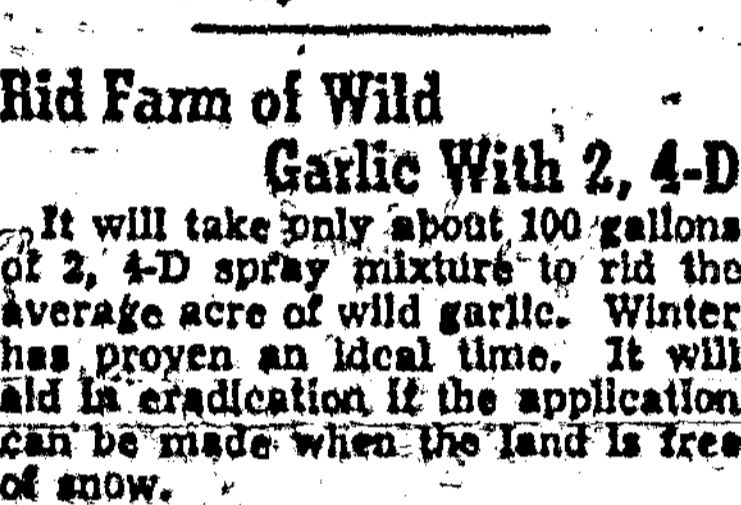 Rid Farm of Wild
Garlic With 2, 4-D
It will take only about 100 gallons
of 2, 4-D spray mixture to rid the
average acre of wild garlic. Winter
has proven an ideal time. It will
aid in eradication if the application
can be made when the land is free
of snow.